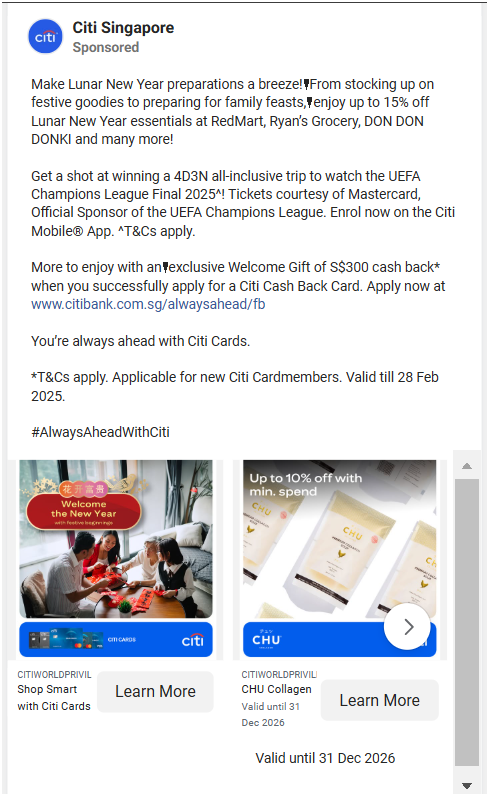 citi
Citi Singapore
Sponsored
Make Lunar New Year preparations a breeze! From stocking up on
festive goodies to preparing for family feasts, enjoy up to 15% off
Lunar New Year essentials at RedMart, Ryan's Grocery, DON DON
DONKI and many more!
Get a shot at winning a 4D3N all-inclusive trip to watch the UEFA
Champions League Final 2025^! Tickets courtesy of Mastercard,
Official Sponsor of the UEFA Champions League. Enrol now on the Citi
Mobile® App. ^T&Cs apply.
More to enjoy with an exclusive Welcome Gift of S$300 cash back*
when you successfully apply for a Citi Cash Back Card. Apply now at
www.citibank.com.sg/alwaysahead/fb
You're always ahead with Citi Cards.
*T&Cs apply. Applicable for new Citi Cardmembers. Valid till 28 Feb
2025.
#AlwaysAheadWithCiti
花开富贵
Welcome
the New Year
with festive beginnings
CITI CARDS
citi
CITIWORLDPRIVIL
Shop Smart
with Citi Cards
Learn More
Up to 10% off with
min. spend
CHU
CHU
CHU
チュン
CHU
citi
CITIWORLDPRIVILI
CHU Collagen
Valid until 31
Dec 2026
Learn More
Valid until 31 Dec 2026